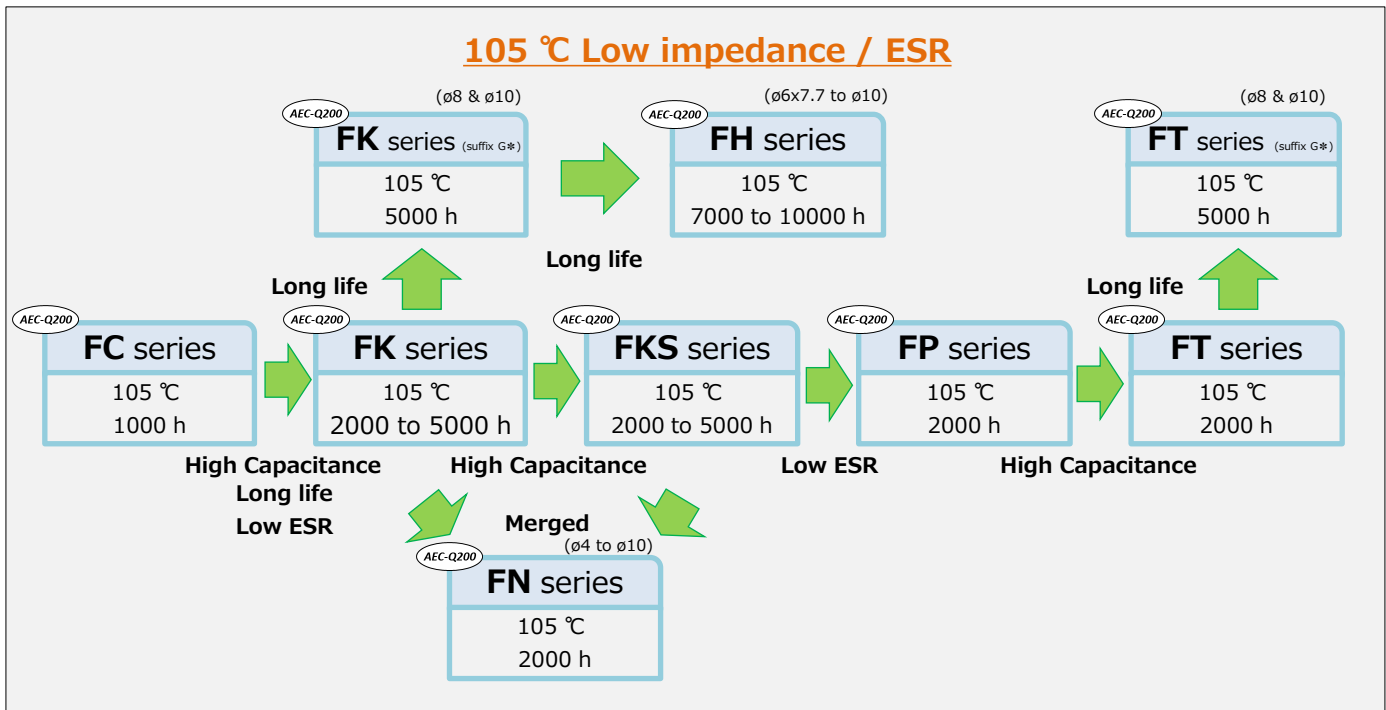 105 ℃ Low impedance / ESR
(ø8 & ø10)
AEC-Q200
FK series (suffix G✽)
105 ℃
5000 h
(ø6x7.7 to ø10)
AEC-Q200
FH series
105 ℃
7000 to 10000 h
(ø8 & ø10)
AEC-Q200
FT series (suffix G✽)
105 ℃
5000 h
Long life
Long life
Long life
AEC-Q200
FC series
105 ℃
1000 h
AEC-Q200
FK series
105 ℃
2000 to 5000 h
AEC-Q200
FKS series
105 ℃
2000 to 5000 h
AEC-Q200
FP series
105 ℃
2000 h
AEC-Q200
FT series
105 ℃
2000 h
High Capacitance
Long life
Low ESR
High Capacitance
Low ESR
High Capacitance
Merged
(ø4 to ø10)
AEC-Q200
FN series
105 ℃
2000 h